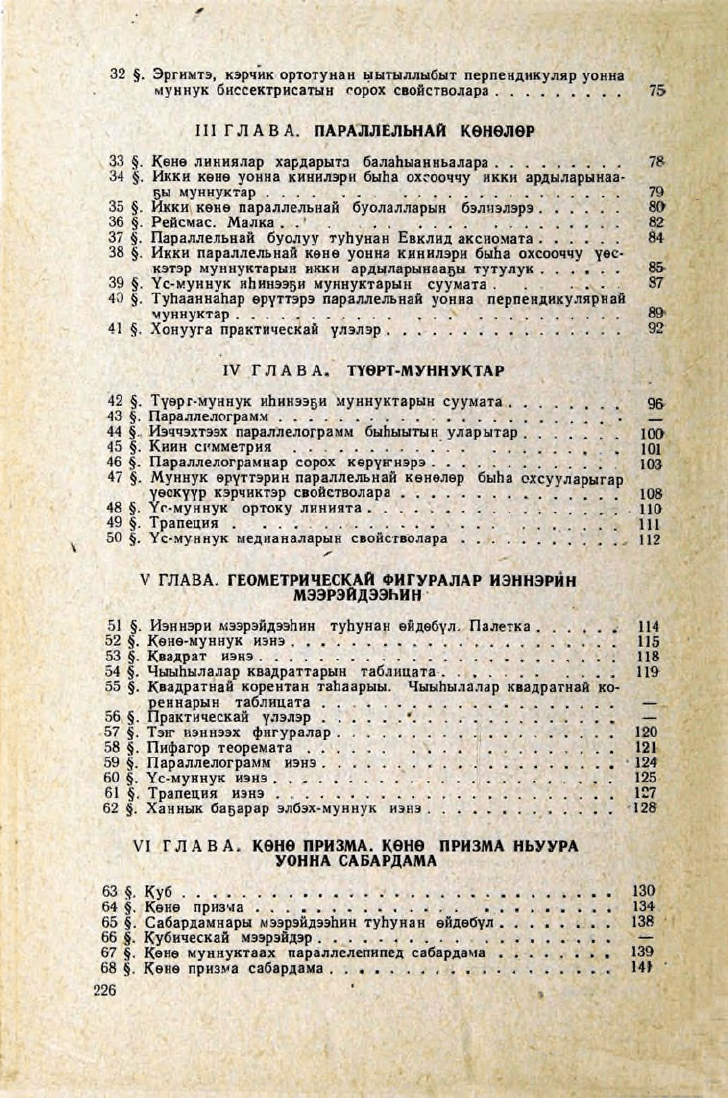 32 §. Эргимтэ, кэрчик ортотунан ыытыллыбыт перпендикуляр уонна
муннук биссектрисатын сорох свойстволара . . . . . . . . . 75
III ГЛАВА. ПАРАЛЛЕЛЬНАЙ КӨНӨЛӨР
33 §. Көнө линиялар хардарыта балаһыанньалара . . . . . . . . . 78
34 §. Икки көнө уонна кинилэри быһа охсооччу икки ардыларынаа-
ҕы муннуктар . . . . . . . . . . . . . . . . . . . . . . 79
35 §. Икки көнө параллельнай буолалларын бэлиэлэрэ . . . . . . 80
36 §. Рейсмас. Малка . . . . . . . . . . . . . . . . . . . . . 82
37 §. Параллельнай буолуу туһунан Евклид аксиомата . . . . . . 84
38 §. Икки параллельнай көнө уонна кинилэри быһа охсооччу үөс-
кэтэр муннуктарын икки ардыларынааҕы тутулук . . . . . . 85
39 §. Үс-муннук иһинээҕи муннуктарын суумата . . . . . . . . . 87
40 §. Туһааннаһар өрүттэрэ параллельнай уонна перпендикулярнай
муннуктар . . . . . . . . . . . . . . . . . . . . . . . . 89
41 §. Хонууга практическай үлэлэр . . . . . . . . . . . . . . . 92
IV ГЛАВА. ТҮӨРТ-МУННУКТАР
42 §. Түөрт-муннук иһинээҕи муннуктарын суумата . . . . . . . . 96
43 §. Параллелограмм . . . . . . . . . . . . . . . . . . . . . —
44 §. Иэччэхтээх параллелограмм быһыытын уларытар . . . . . . . 100
45 §. Киин симметрия . . . . . . . . . . . . . . . . . . . . . 101
46 §. Параллелограмнар сорох көрүҥнэрэ . . . . . . . . . . . . 103
47 §. Муннук өрүттэрин параллельнай көнөлөр быһа охсууларыгар
үөскүүр кэрчиктэр свойстволара . . . . . . . . . . . . . 108
48 §. Үс-муннук ортоку линията . . . . . . . . . . . . . . . . 110
49 §. Трапеция . . . . . . . . . . . . . . . . . . . . . . . . 111
50 §. Үс-муннук медианаларын свойстволара . . . . . . . . . . . 112
V ГЛАВА. ГЕОМЕТРИЧЕСКАЙ ФИГУРАЛАР ИЭННЭРИН
МЭЭРЭЙДЭЭҺИН
51 §. Иэннэри мээрэйдээһин туһунан өйдөбүл. Палетка . . . . . . 114
52 §. Көнө-муннук иэнэ . . . . . . . . . . . . . . . . . . . . 115
53 §. Квадрат иэнэ . . . . . . . . . . . . . . . . . . . . . . 118
54 §. Чыыһылалар квадраттарын таблицата . . . . . . . . . . . . 119
55 §. Квадратнай корентан таһаарыы. Чыыһылалар квадратнай ко-
реннарын таблицата . . . . . . . . . . . . . . . . . . . —
56 §. Практическай үлэлэр . . . . . . . . . . . . . . . . . . . —
57 §. Тэҥ иэннээх фигуралар . . . . . . . . . . . . . . . . . . 120
58 §. Пифагор теоремата . . . . . . . . . . . . . . . . . . . . 121
59 §. Параллелограмм иэнэ . . . . . . . . . . . . . . . . . . . 124
60 §. Үс-муннук иэнэ . . . . . . . . . . . . . . . . . . . . . 125
61 §. Трапеция иэнэ . . . . . . . . . . . . . . . . . . . . . . 127
62 §. Ханнык баҕарар элбэх-муннук иэнэ . . . . . . . . . . . . 128
VI ГЛАВА. КӨНӨ ПРИЗМА. КӨНӨ ПРИЗМА НЬУУРА
УОННА САБАРДАМА
63 §. Куб . . . . . . . . . . . . . . . . . . . . . . . . . . . 130
64 §. Көнө призма . . . . . . . . . . . . . . . . . . . . . . . 134
65 §. Сабардамнары мээрэйдээһин туһунан өйдөбүл . . . . . . . . 138
66 §. Кубическай мээрэйдэр . . . . . . . . . . . . . . . . . . —
67 §. Көнө муннуктаах параллелепипед сабардама . . . . . . . . 139
68 §. Көнө призма сабардама . . . . . . . . . . . . . . . . . . 141
226